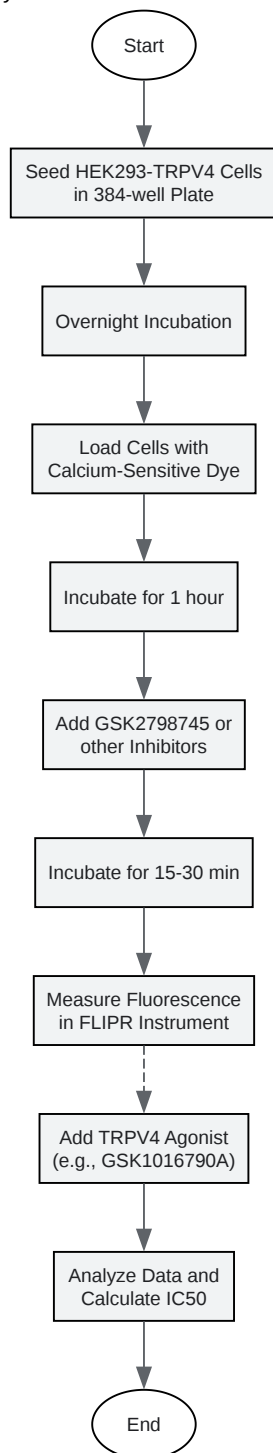 Start
Seed HEK293-TRPV4 Cells
in 384-well Plate
Overnight Incubation
Load Cells with
Calcium-Sensitive Dye
Incubate for 1 hour
Add GSK2798745 or
other Inhibitors
Incubate for 15-30 min
Measure Fluorescence
in FLIPR Instrument
Add TRPV4 Agonist
(e.g., GSK1016790A)
Analyze Data and
Calculate IC50
End